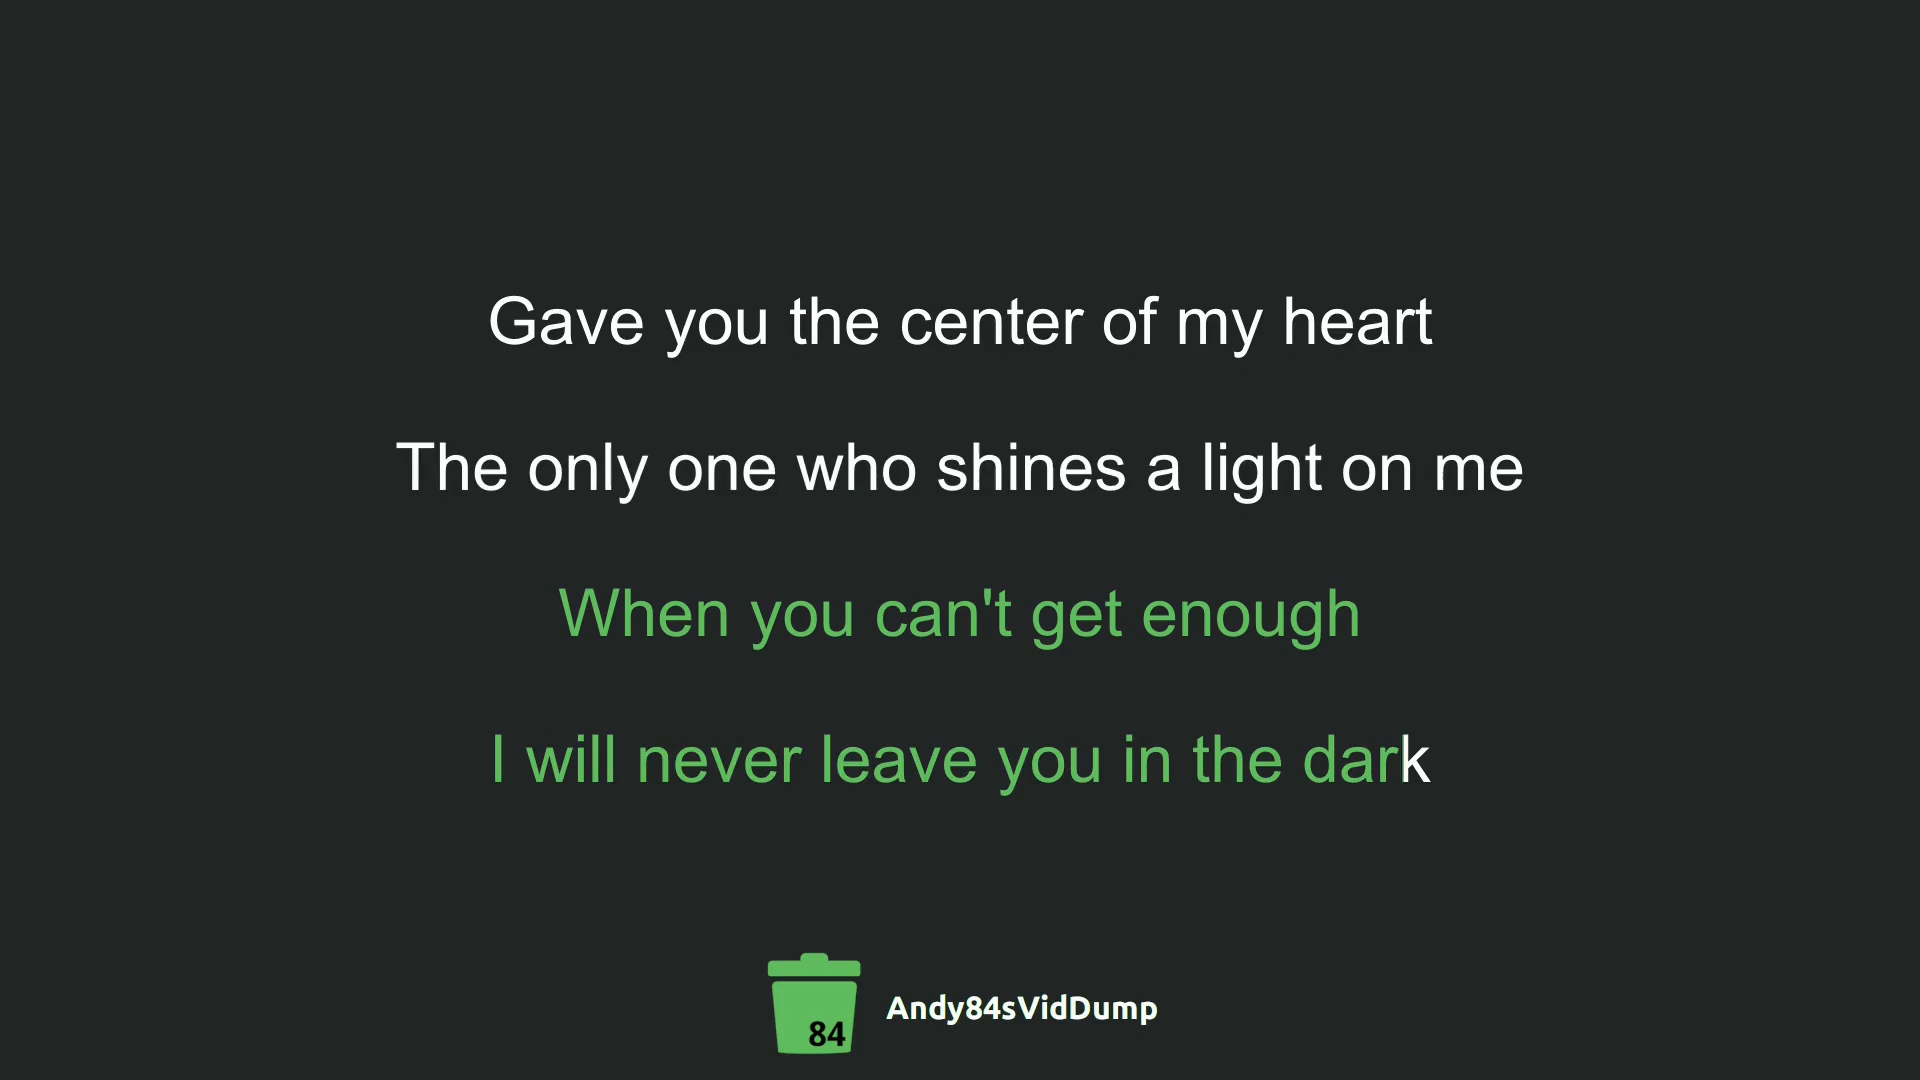 Gave you the center of my heart
The only one who shines a light on me
When you can't get enough
I will never leave you in the dark
84
Andy84sVidDump